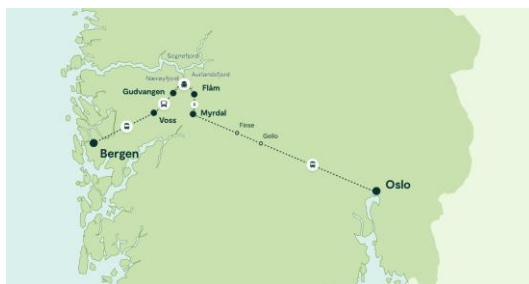 Sognefjord
Nærøyfjord
Aurlandsfjord
Gudvangen
Flåm
Voss
Myrdal
Finse
Geilo
Bergen
Oslo